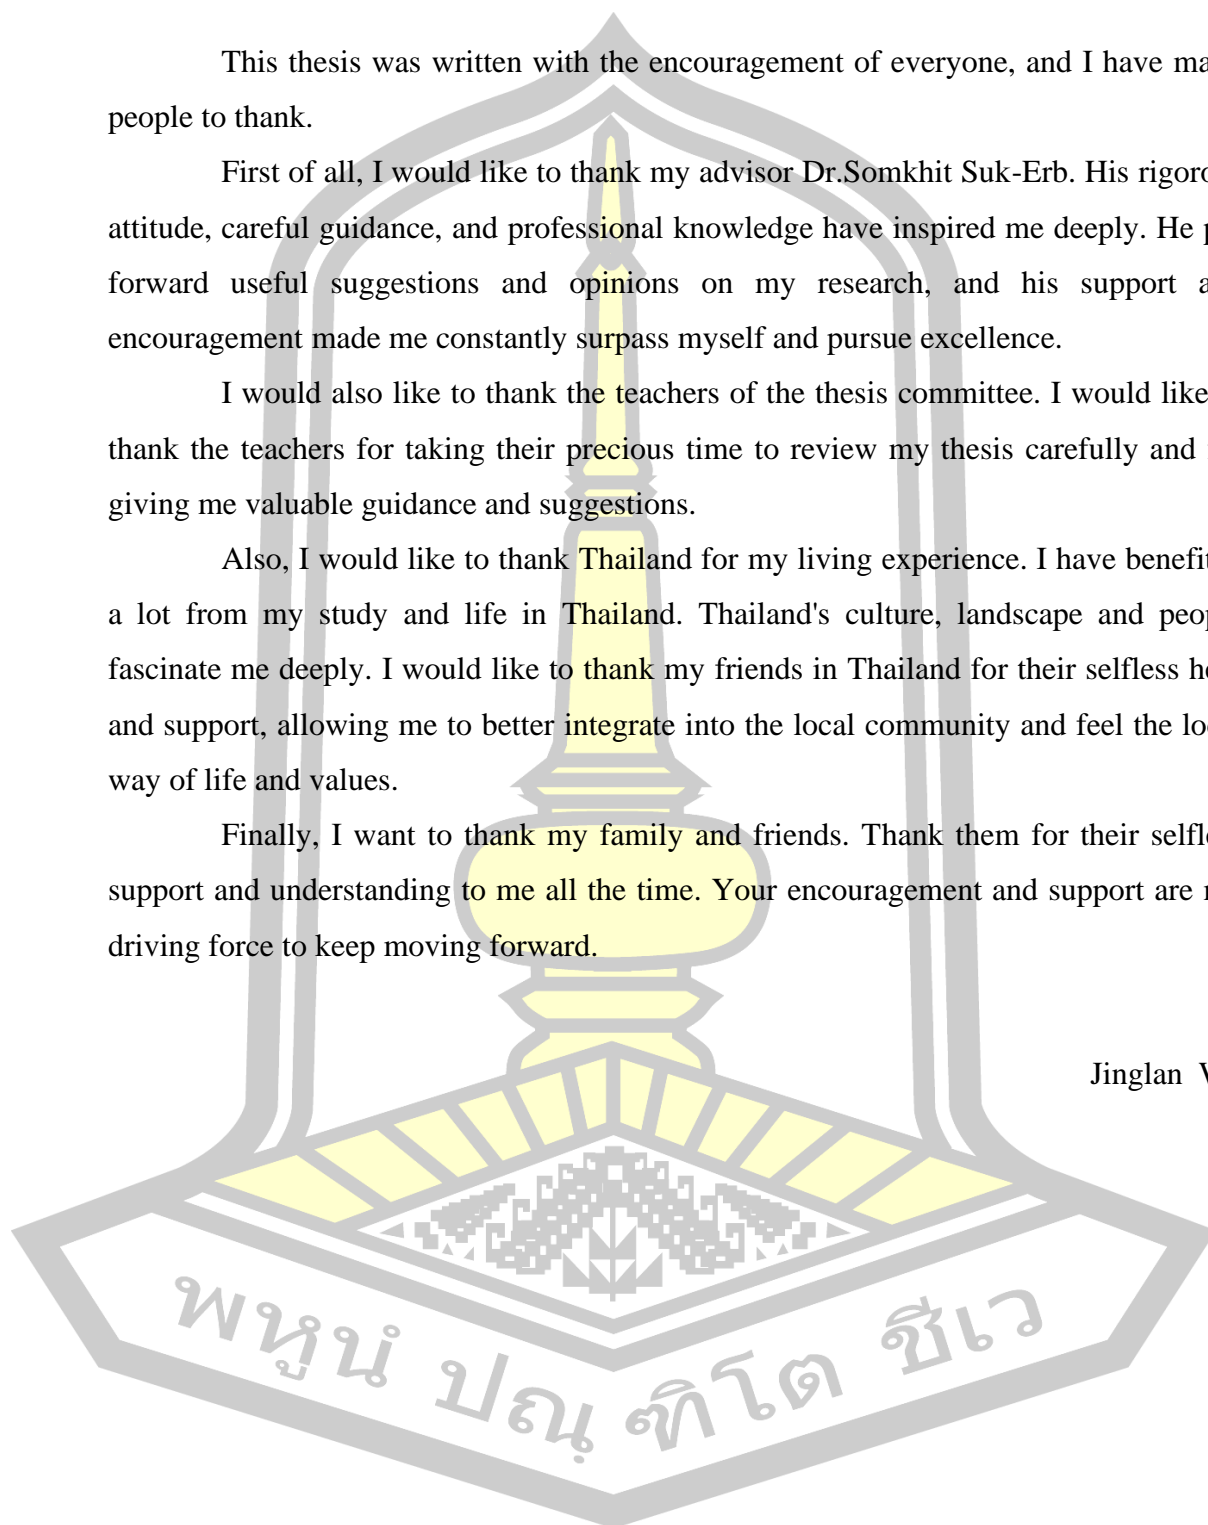 This thesis was written with the encouragement of everyone, and I have ma
people to thank.
First of all, I would like to thank my advisor Dr.Somkhit Suk-Erb. His rigoro
attitude, careful guidance, and professional knowledge have inspired me deeply. He p
forward useful suggestions and opinions on my research, and his support a
encouragement made me constantly surpass myself and pursue excellence.
I would also like to thank the teachers of the thesis committee. I would like
thank the teachers for taking their precious time to review my thesis carefully and
giving me valuable guidance and suggestions.
Also, I would like to thank Thailand for my living experience. I have benefit
a lot from my study and life in Thailand. Thailand's culture, landscape and peop
fascinate me deeply. I would like to thank my friends in Thailand for their selfless he
and support, allowing me to better integrate into the local community and feel the loc
way of life and values.
Finally, I want to thank my family and friends. Thank them for their selfle
support and understanding to me all the time. Your encouragement and support are
driving force to keep moving forward.
Jinglan
พหูนํ ปณฺฑิโต ชีเว